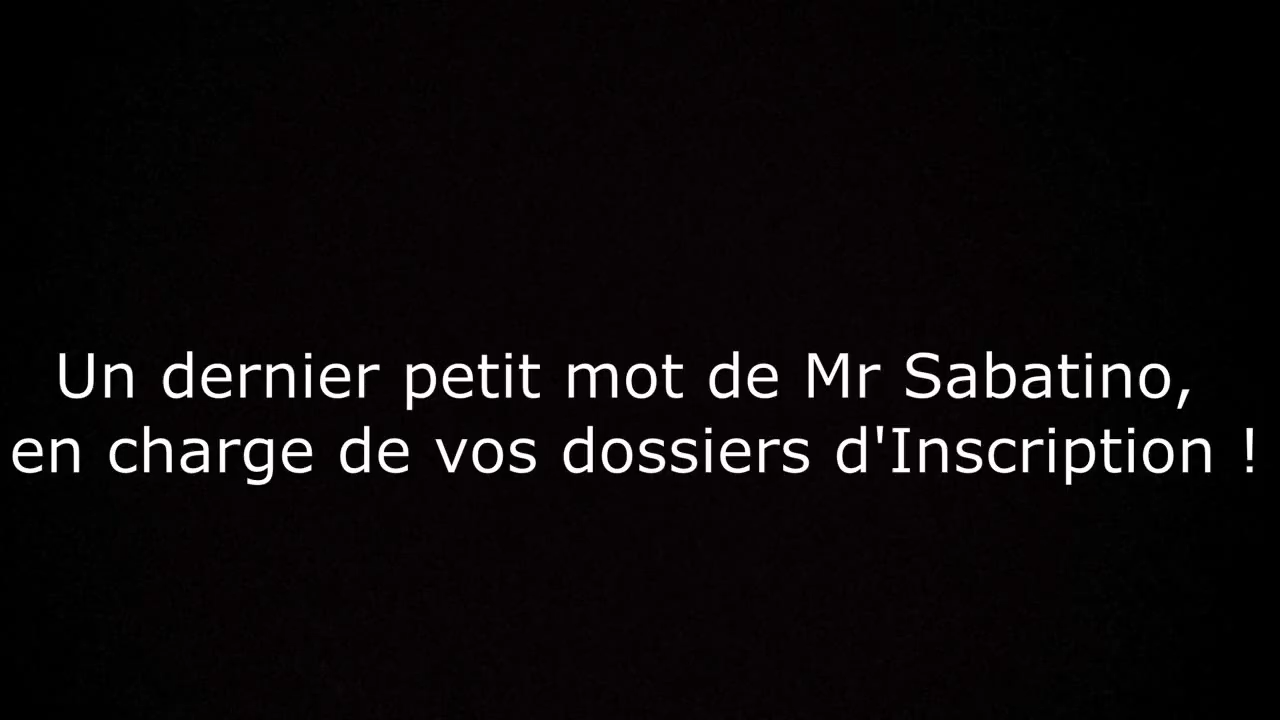 Un dernier petit mot de Mr Sabatino,
en charge de vos dossiers d'Inscription !